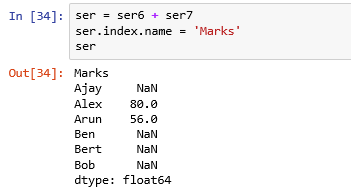 In [34]: ser = ser6 + ser7
ser.index.name = 'Marks'
ser
Out[34]: Marks
Ajay     NaN
Alex    80.0
Arun    56.0
Ben      NaN
Bert     NaN
Bob      NaN
dtype: float64